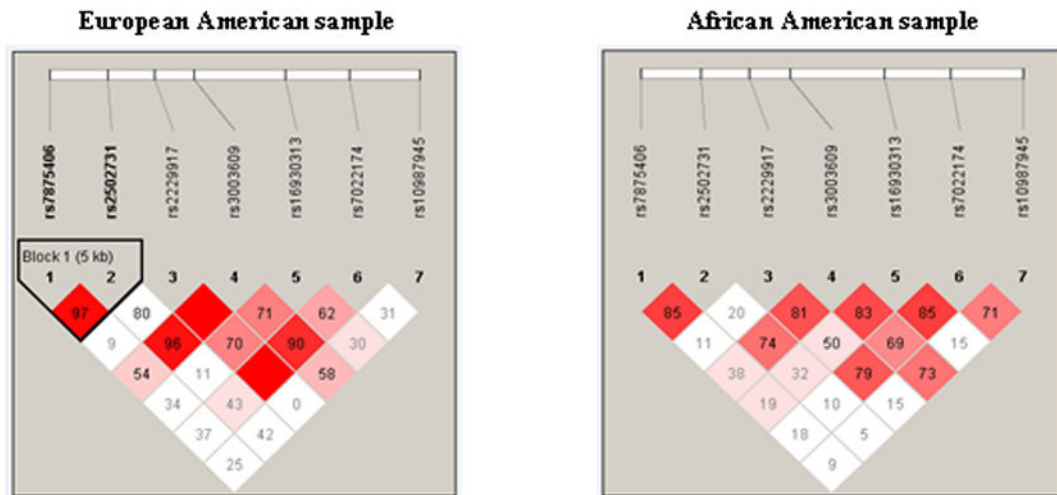 European American sample
African American sample
rs7875406
rs2502731
rs2229917
rs3003609
rs16930313
rs7022174
rs10987945
Block 1 (5 kb)
1 2 3 4 5 6 7
97 80 71 62 31
9 96 70 90 30
54 11 58
34 43 0
37 42
25
rs7875406
rs2502731
rs2229917
rs3003609
rs16930313
rs7022174
rs10987945
1 2 3 4 5 6 7
85 20 81 83 85 71
11 74 50 69 15
38 32 79 73
19 10 15
18 5
9